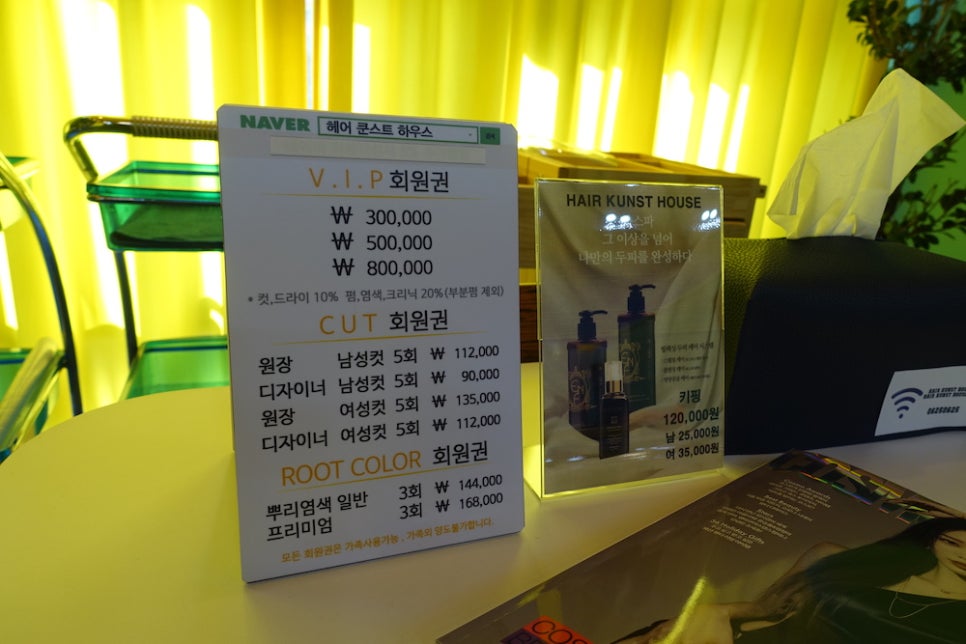 NAVER 헤어 쿤스트 하우스 검색
V.I.P 회원권
₩ 300,000
₩ 500,000
₩ 800,000
* 컷,드라이 10% 펌,염색,크리닉 20%(부분펌 제외)
CUT 회원권
원장 남성컷 5회 ₩ 112,000
디자이너 남성컷 5회 ₩ 90,000
원장 여성컷 5회 ₩ 135,000
디자이너 여성컷 5회 ₩ 112,000
ROOT COLOR 회원권
뿌리염색 일반 3회 ₩ 144,000
프리미엄 3회 ₩ 168,000
모든 회원권은 가족사용가능, 가족외 양도불가합니다.
HAIR KUNST HOUSE
그 이상을 넘어
나만의 두피를 완성하다
키핑
120,000원
남 25,000원
여 35,000원
HAIR KUNST HOUSE
Holiday Gifts